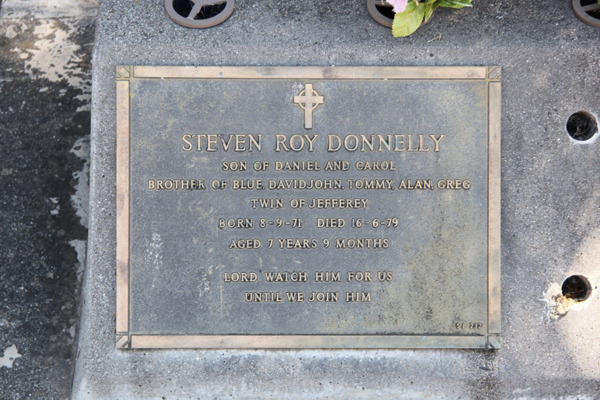 STEVEN ROY DONNELLY
SON OF DANIEL AND CAROL
BROTHER OF BLUE, DAVIDJOHN, TOMMY, ALAN, GREG
TWIN OF JEFFEREY
BORN 8-9-71 DIED 16-6-79
AGED 7 YEARS 9 MONTHS
LORD WATCH HIM FOR US
UNTIL WE JOIN HIM